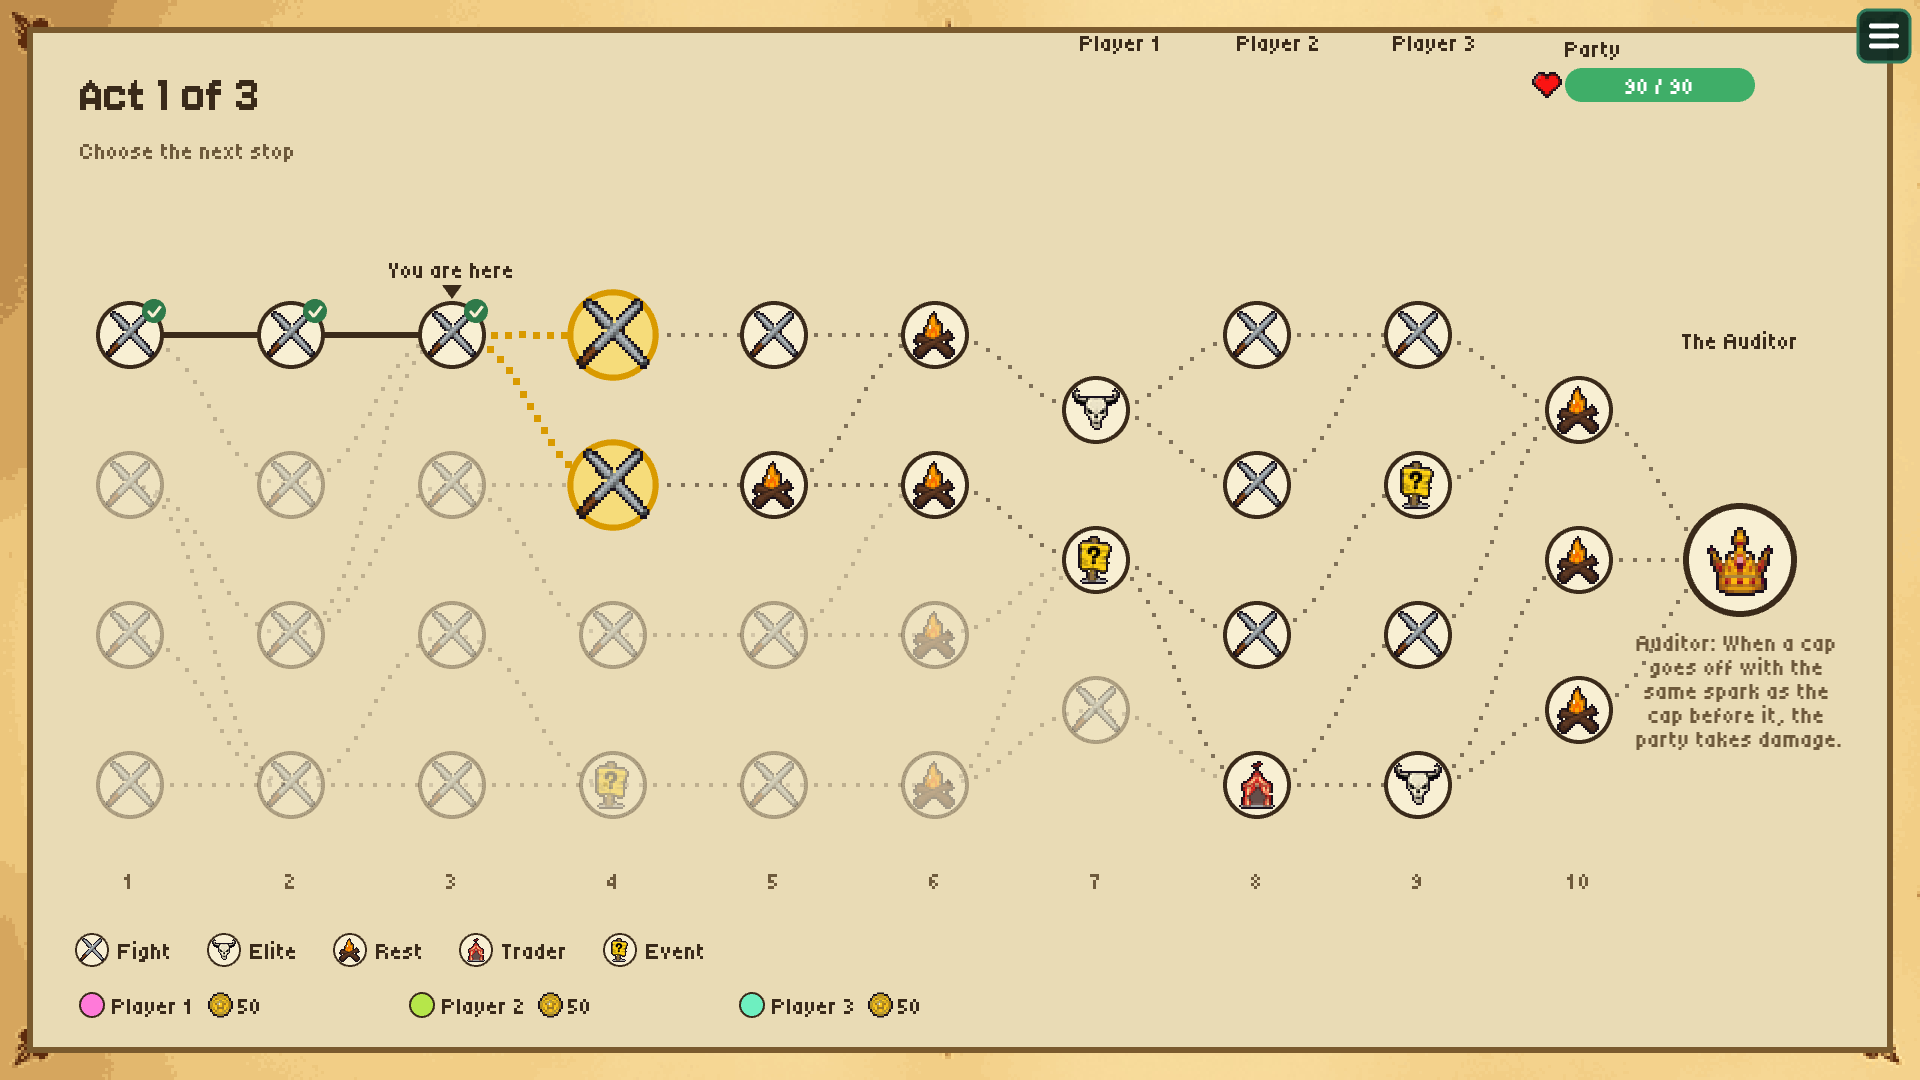 Player 1
Player 2
Player 3
Party
Act 1 of 3
90 / 90
Choose the next stop
You are here
The Auditor
Auditor: When a cap
goes off with the
same spark as the
cap before it, the
party takes damage.
1 2 3 4 5 6 7 8 9 10
Fight
Elite
Rest
Trader
Event
Player 1 50
Player 2 50
Player 3 50